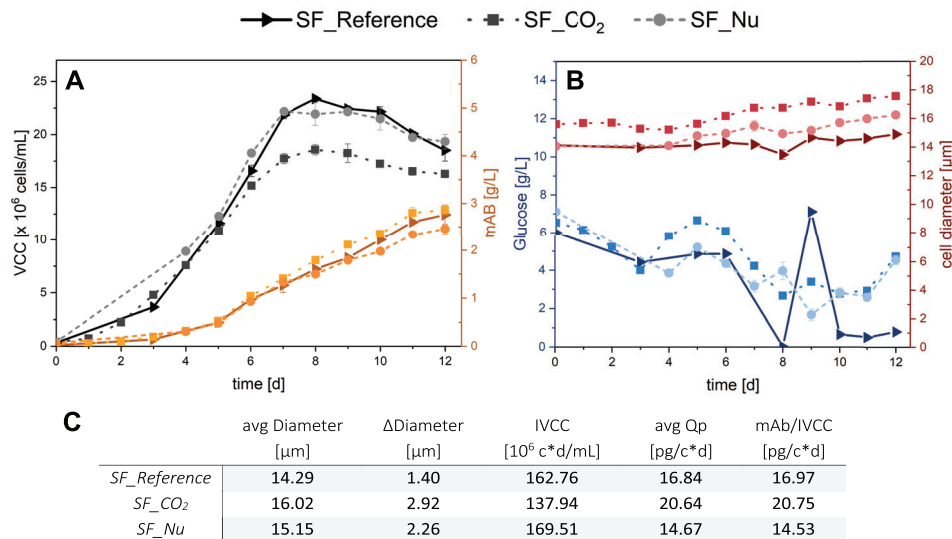 SF_Reference SF_CO₂ SF_Nu
A
VCC [x 10⁶ cells/mL]
25
20
15
10
5
0
6
5
4
3
2
1
0
mAB [g/L]
0 2 4 6 8 10 12
time [d]
B
Glucose [g/L]
14
12
10
8
6
4
2
0
20
18
16
14
12
10
8
6
4
2
0
cell diameter [µm]
0 2 4 6 8 10 12
time [d]
C
avg Diameter ΔDiameter IVCC avg Qp mAb/IVCC
[µm] [µm] [10⁶ c*d/mL] [pg/c*d] [pg/c*d]
SF_Reference 14.29 1.40 162.76 16.84 16.97
SF_CO₂ 16.02 2.92 137.94 20.64 20.75
SF_Nu 15.15 2.26 169.51 14.67 14.53